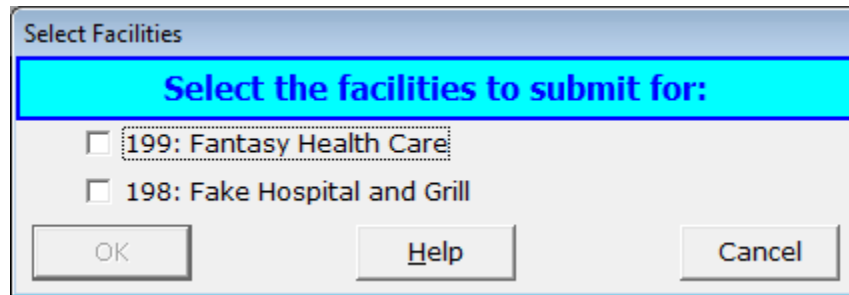 Select Facilities
Select the facilities to submit for:
199: Fantasy Health Care
198: Fake Hospital and Grill
OK Help Cancel